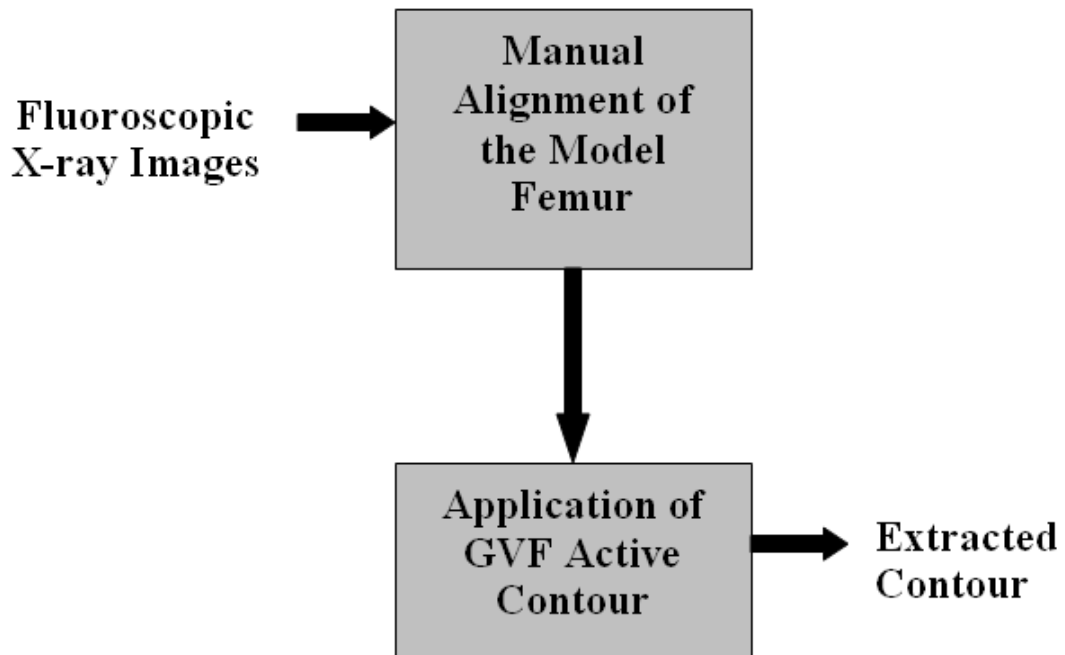 Fluoroscopic
X-ray Images
Manual
Alignment of
the Model
Femur
Application of
GVF Active
Contour
Extracted
Contour